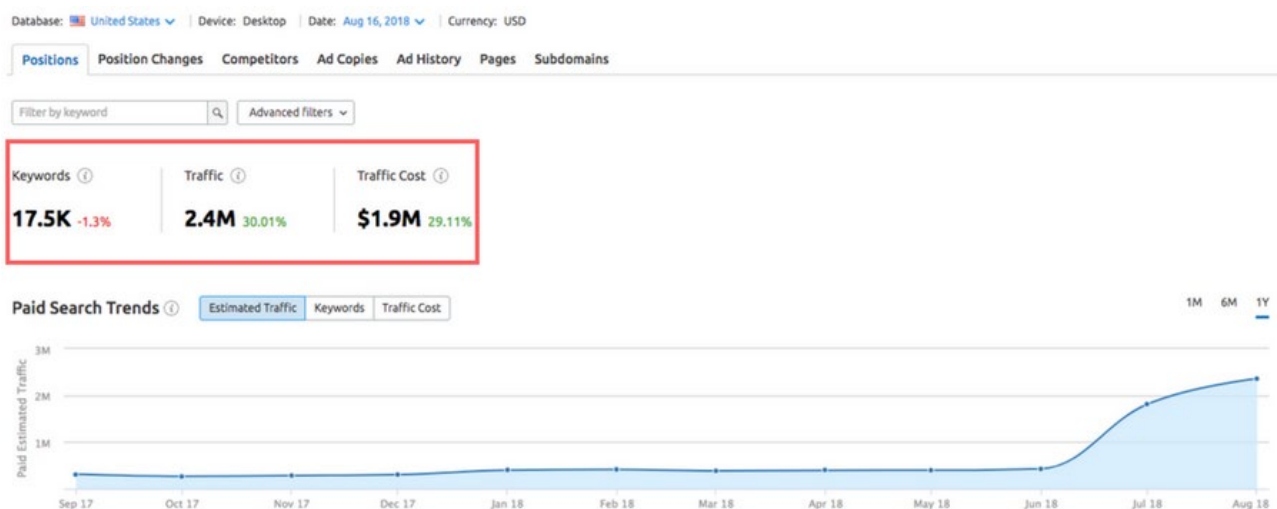 Database: United States Device: Desktop Date: Aug 16, 2018 Currency: USD
Positions Position Changes Competitors Ad Copies Ad History Pages Subdomains
Filter by keyword Advanced filters
Keywords Traffic Traffic Cost
17.5K -1.3% 2.4M 30.01% $1.9M 29.11%
Paid Search Trends Estimated Traffic Keywords Traffic Cost 1M 6M 1Y
Paid Estimated Traffic
3M
2M
1M
Sep 17 Oct 17 Nov 17 Dec 17 Jan 18 Feb 18 Mar 18 Apr 18 May 18 Jun 18 Jul 18 Aug 18